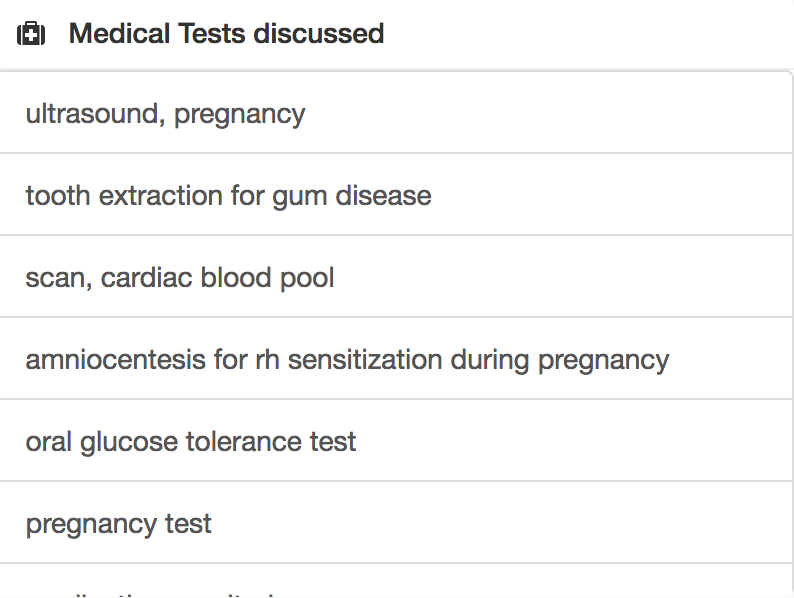 Medical Tests discussed
ultrasound, pregnancy
tooth extraction for gum disease
scan, cardiac blood pool
amniocentesis for rh sensitization during pregnancy
oral glucose tolerance test
pregnancy test